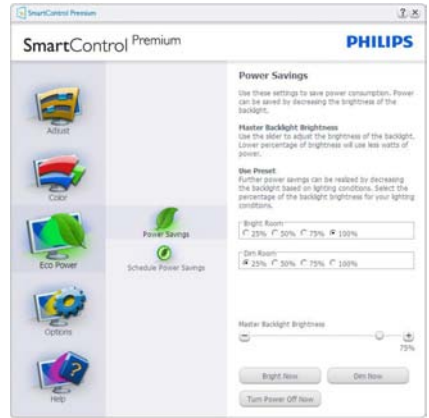 SmartControl Premium
? X
SmartControl Premium
PHILIPS
Adjust
Color
Eco Power
Options
Help
Power Savings
Schedule Power Savings
Power Savings
Use these settings to save power consumption. Power
can be saved by decreasing the brightness of the
backlight.
Master Backlight Brightness
Use the slider to adjust the brightness of the backlight.
Lower percentage of brightness will use less watts of
power.
Use Preset
Further power savings can be realized by decreasing
the backlight based on lighting conditions. Select the
percentage of the backlight brightness for your lighting
conditions.
Bright Room
25% 50% 75% 100%
Dim Room
25% 50% 75% 100%
Master Backlight Brightness
75%
Bright Now
Dim Now
Turn Power Off Now